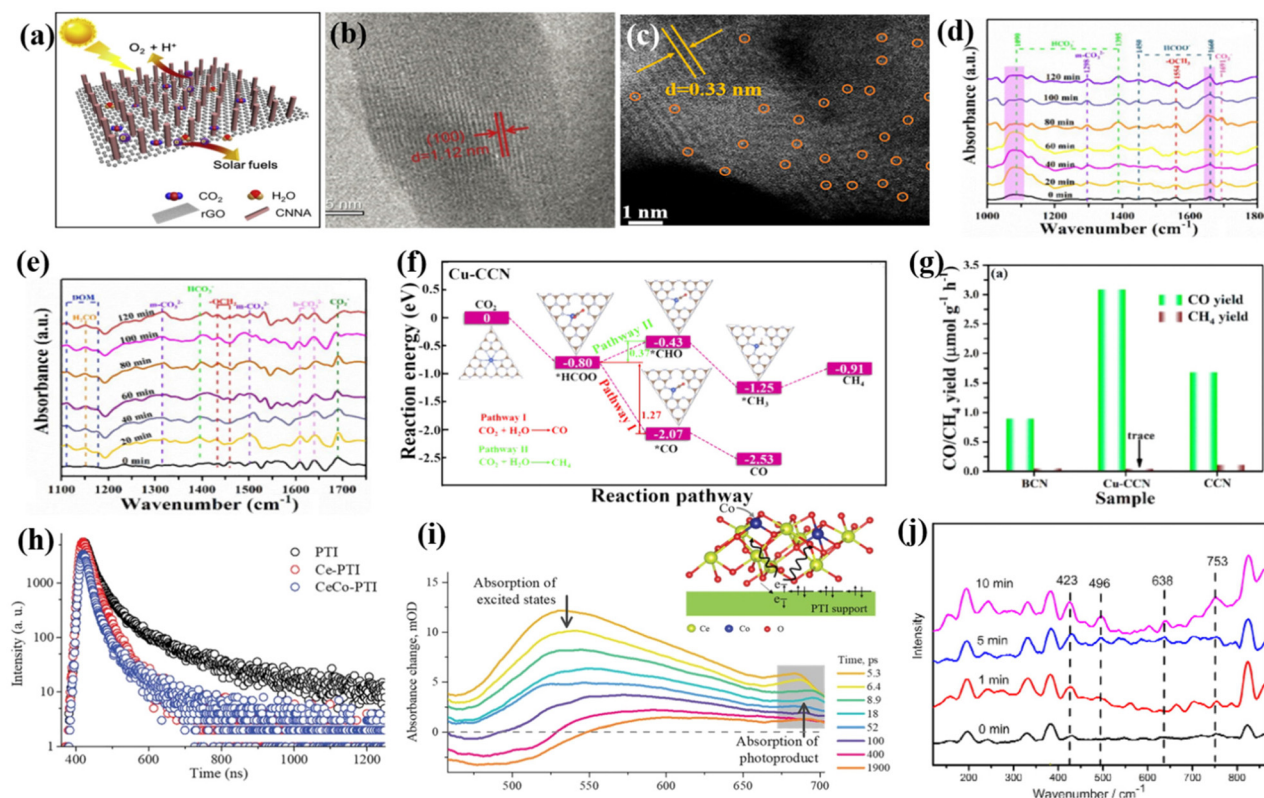 (a)
O₂ + H⁺
Solar fuels
CO₂
H₂O
rGO
CNNA
(b)
(100)
d=1.12 nm
5 nm
(c)
d=0.33 nm
1 nm
(d)
Absorbance (a.u.)
HCO₃⁻
1395
1298
-OCH₃
1554
HCOO⁻
1450
1660
120 min
100 min
80 min
60 min
40 min
20 min
0 min
1000 1200 1400 1600 1800
Wavenumber (cm⁻¹)
(e)
Absorbance (a.u.)
DOM
H₂CO
m-CO₃²⁻
HCO₃⁻
m-CO₃²⁻
b-CO₃²⁻
CO₂⁻
120 min
100 min
80 min
60 min
40 min
20 min
0 min
1100 1200 1300 1400 1500 1600 1700
Wavenumber (cm⁻¹)
(f)
Cu-CCN
Reaction energy (eV)
0.5
0
-0.5
-1.0
-1.5
-2.0
-2.5
CO₂
0
-0.80
*HCOO
Pathway II
0.37
-0.43
*CHO
-1.25
*CH₃
-0.91
CH₄
Pathway I
1.27
-2.07
*CO
-2.53
CO
Pathway I
CO₂ + H₂O → CO
Pathway II
CO₂ + H₂O → CH₄
Reaction pathway
(g)
(a)
CO yield
CH₄ yield
CO/CH₄ yield (μmol g⁻¹ h⁻¹)
3.5
3.0
2.5
2.0
1.5
1.0
0.5
0.0
trace
BCN Cu-CCN CCN
Sample
(h)
PTI
Ce-PTI
CeCo-PTI
Intensity (a. u.)
1000
100
10
1
400 600 800 1000 1200
Time (ns)
(i)
Co
e⁻
e⁻
PTI support
Ce Co O
Absorption of
excited states
Absorption of
photoproduct
Absorbance change, mOD
15
10
5
0
500 550 600 650 700
Time, ps
5.3
6.4
8.9
18
52
100
400
1900
(j)
Intensity
10 min
5 min
1 min
0 min
423 496 638 753
200 300 400 500 600 700 800
Wavenumber / cm⁻¹